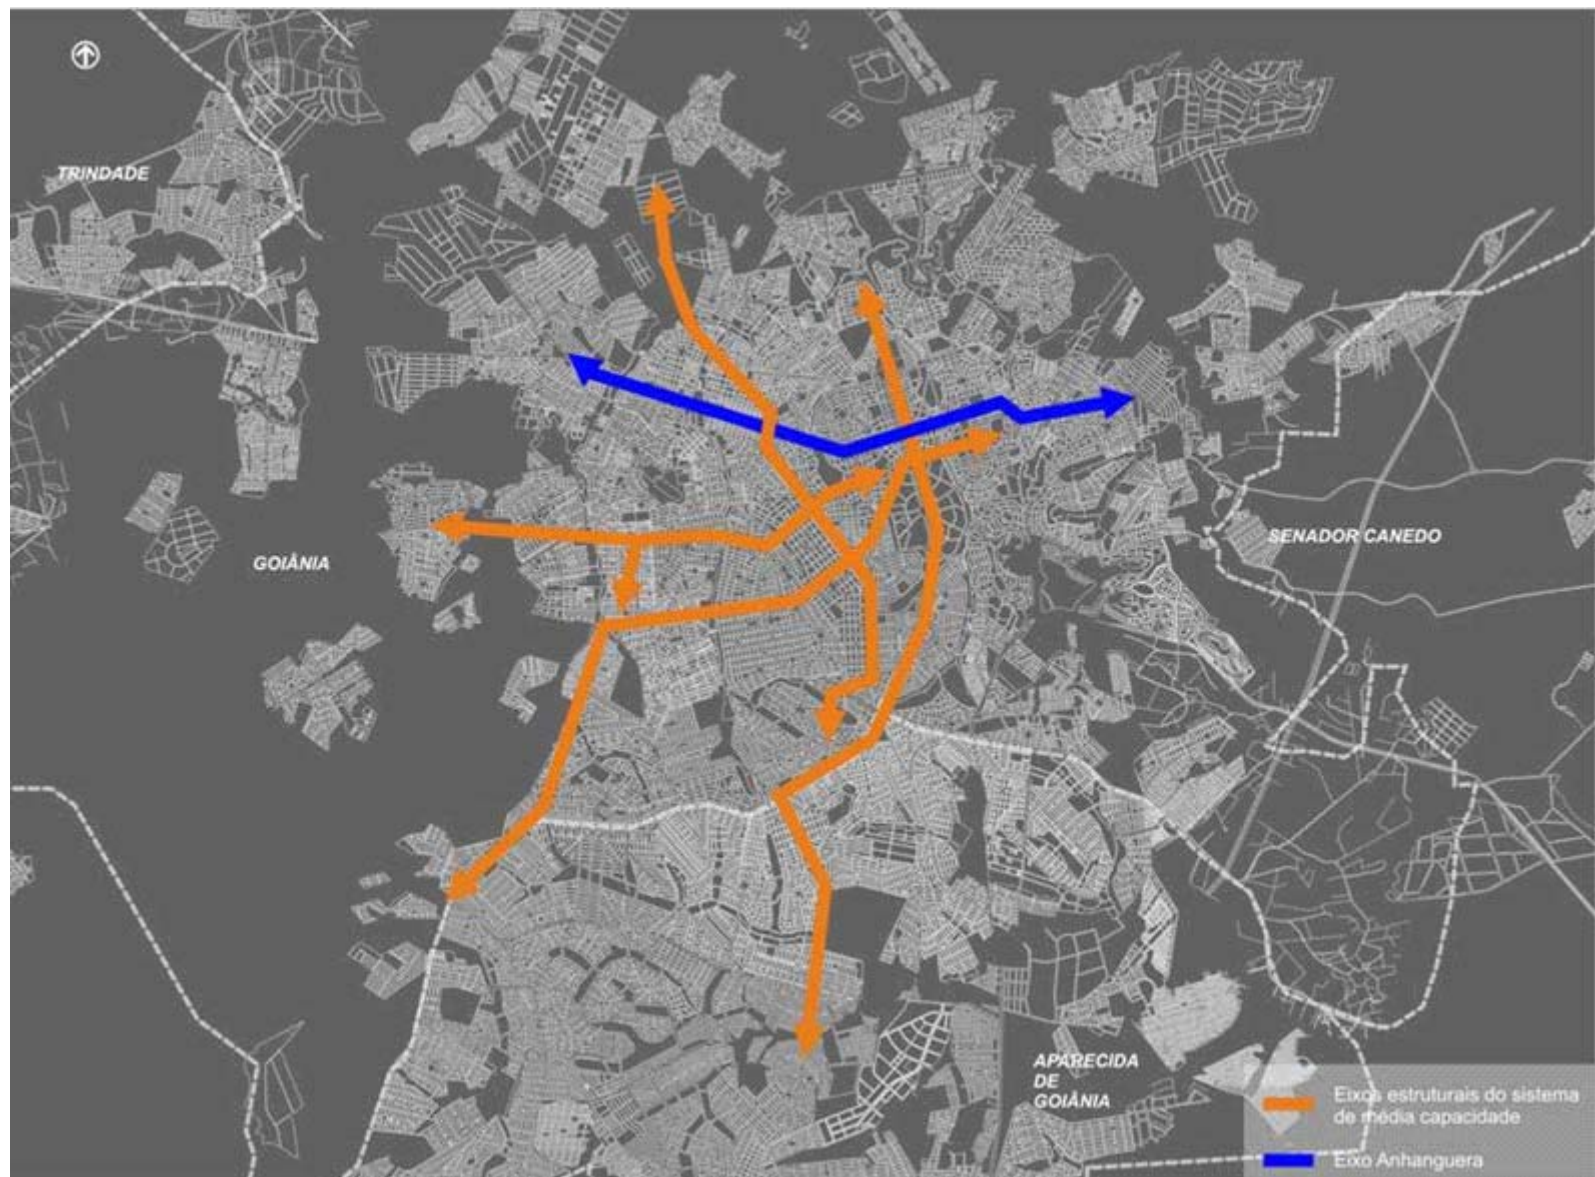 TRINDADE
GOIÂNIA
SENADOR CANEDO
APARECIDA
DE
GOIÂNIA
Eixos estruturais do sistema
de média capacidade
Eixo Anhanguera